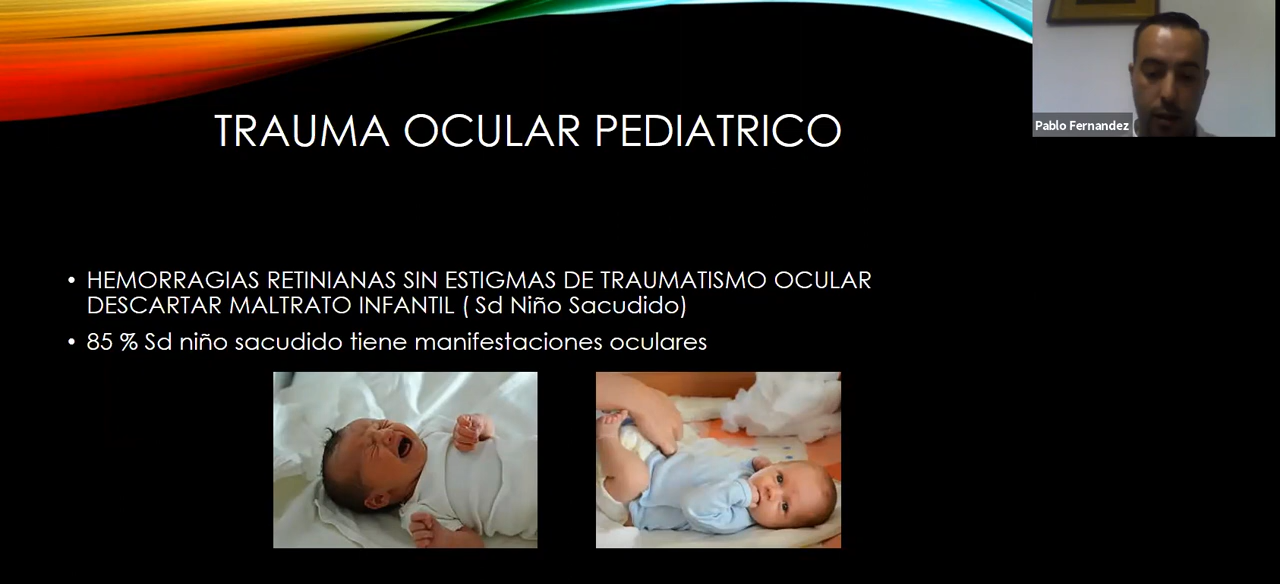 TRAUMA OCULAR PEDIATRICO
Pablo Fernandez
• HEMORRAGIAS RETINIANAS SIN ESTIGMAS DE TRAUMATISMO OCULAR
DESCARTAR MALTRATO INFANTIL ( Sd Niño Sacudido)
• 85 % Sd niño sacudido tiene manifestaciones oculares